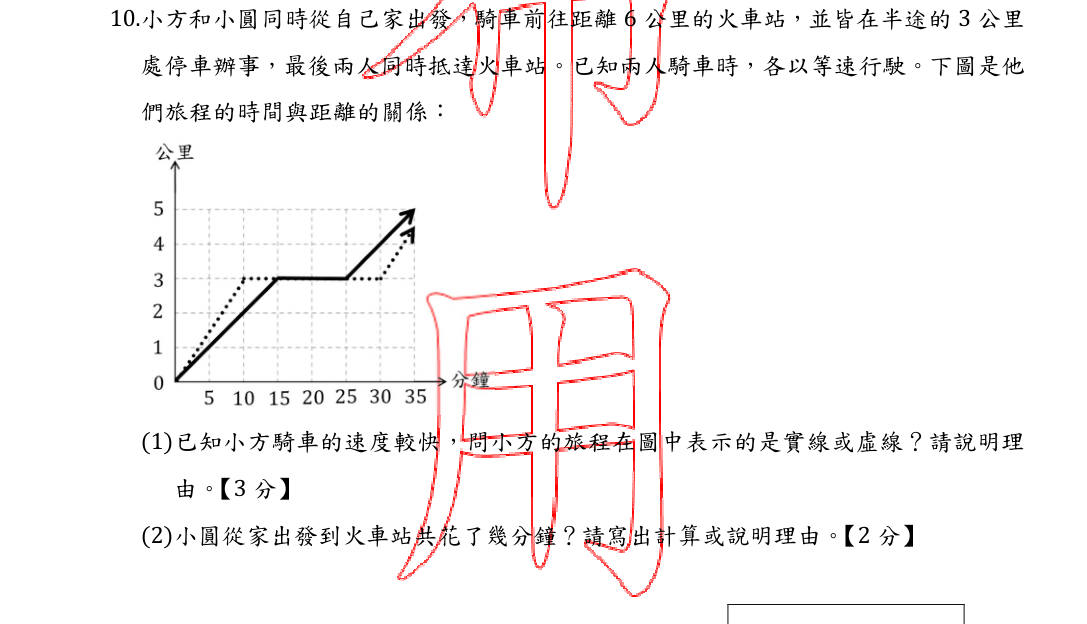 10.小方和小圓同時從自己家出發，騎車前往距離 6 公里的火車站，並皆在半途的 3 公里
處停車辦事，最後兩人同時抵達火車站。已知兩人騎車時，各以等速行駛。下圖是他
們旅程的時間與距離的關係：
公里
5
4
3
2
1
0
5 10 15 20 25 30 35
分鐘
(1)已知小方騎車的速度較快，問小方的旅程在圖中表示的是實線或虛線？請說明理
由。【3 分】
(2)小圓從家出發到火車站共花了幾分鐘？請寫出計算或說明理由。【2 分】
用